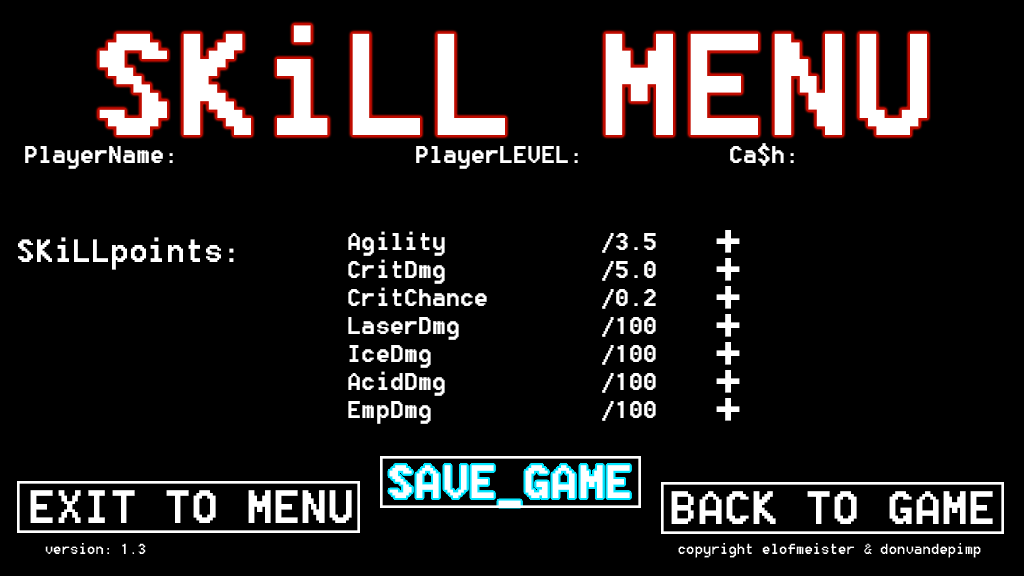 SKiLL MENU
PlayerName: PlayerLEVEL: Ca$h:
SKiLLpoints:
Agility /3.5 +
CritDmg /5.0 +
CritChance /0.2 +
LaserDmg /100 +
IceDmg /100 +
AcidDmg /100 +
EmpDmg /100 +
SAVE_GAME
EXIT TO MENU
BACK TO GAME
version: 1.3
copyright elofmeister & donvandepimp